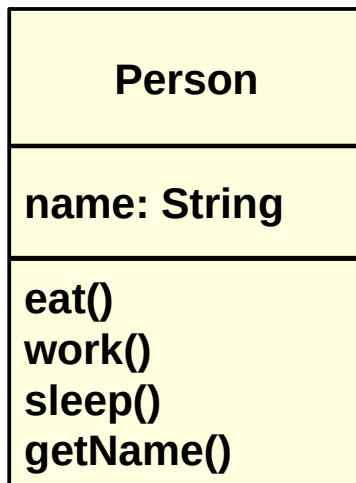 Person
name: String
eat()
work()
sleep()
getName()